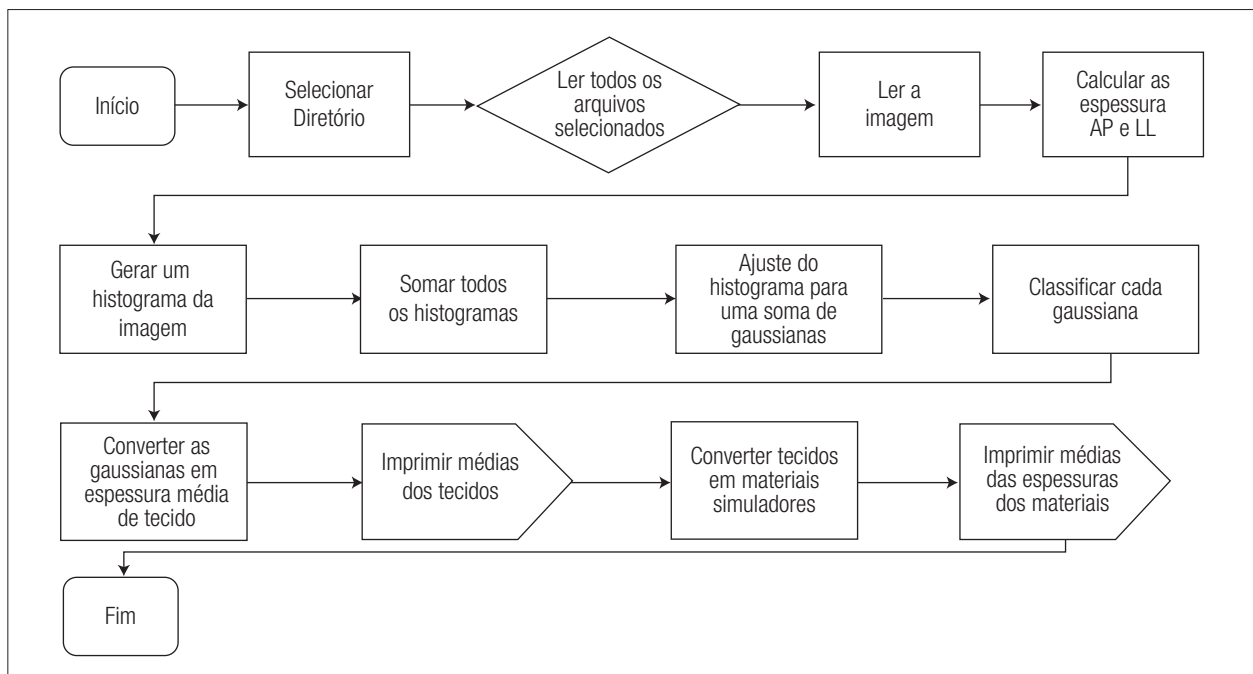 Início
Selecionar
Diretório
Ler todos os
arquivos
selecionados
Ler a
imagem
Calcular as
espessura
AP e LL
Gerar um
histograma da
imagem
Somar todos
os histogramas
Ajuste do
histograma para
uma soma de
gaussianas
Classificar cada
gaussiana
Converter as
gaussianas em
espessura média
de tecido
Imprimir médias
dos tecidos
Converter tecidos
em materiais
simuladores
Imprimir médias
das espessuras
dos materiais
Fim